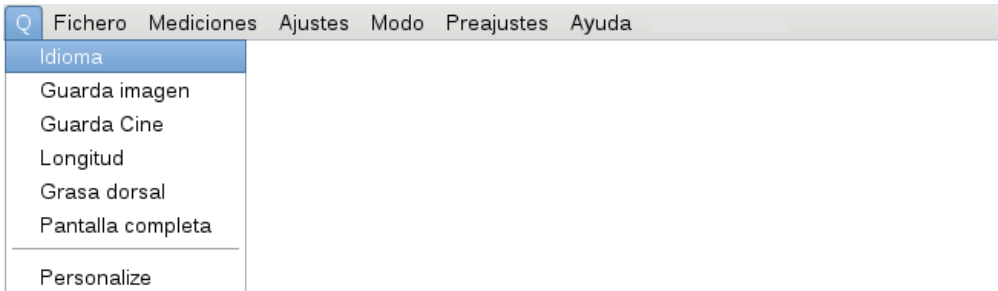 Q Fichero Mediciones Ajustes Modo Preajustes Ayuda
Idioma
Guarda imagen
Guarda Cine
Longitud
Grasa dorsal
Pantalla completa
Personalize